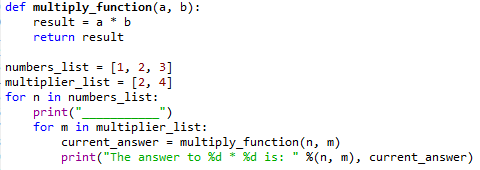 def multiply_function(a, b):
    result = a * b
    return result

numbers_list = [1, 2, 3]
multiplier_list = [2, 4]
for n in numbers_list:
    print("___________")
    for m in multiplier_list:
        current_answer = multiply_function(n, m)
        print("The answer to %d * %d is: " %(n, m), current_answer)